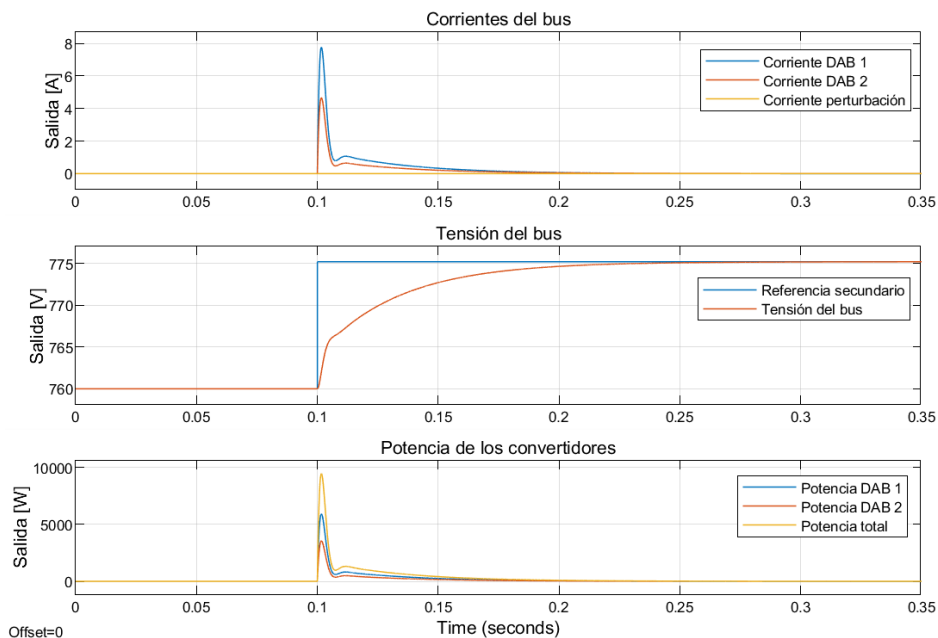 Corrientes del bus
Salida [A]
8
6
4
2
0
Corriente DAB 1
Corriente DAB 2
Corriente perturbación
0 0.05 0.1 0.15 0.2 0.25 0.3 0.35
Tensión del bus
Salida [V]
775
770
765
760
Referencia secundario
Tensión del bus
0 0.05 0.1 0.15 0.2 0.25 0.3 0.35
Potencia de los convertidores
Salida [W]
10000
5000
0
Potencia DAB 1
Potencia DAB 2
Potencia total
0 0.05 0.1 0.15 0.2 0.25 0.3 0.35
Time (seconds)
Offset=0